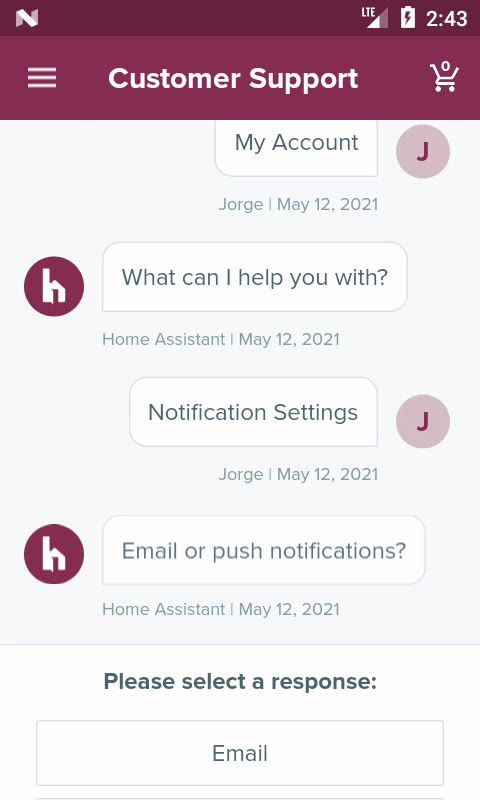 LTE 2:43
Customer Support
0
My Account
J
Jorge | May 12, 2021
What can I help you with?
h
Home Assistant | May 12, 2021
Notification Settings
J
Jorge | May 12, 2021
Email or push notifications?
h
Home Assistant | May 12, 2021
Please select a response:
Email